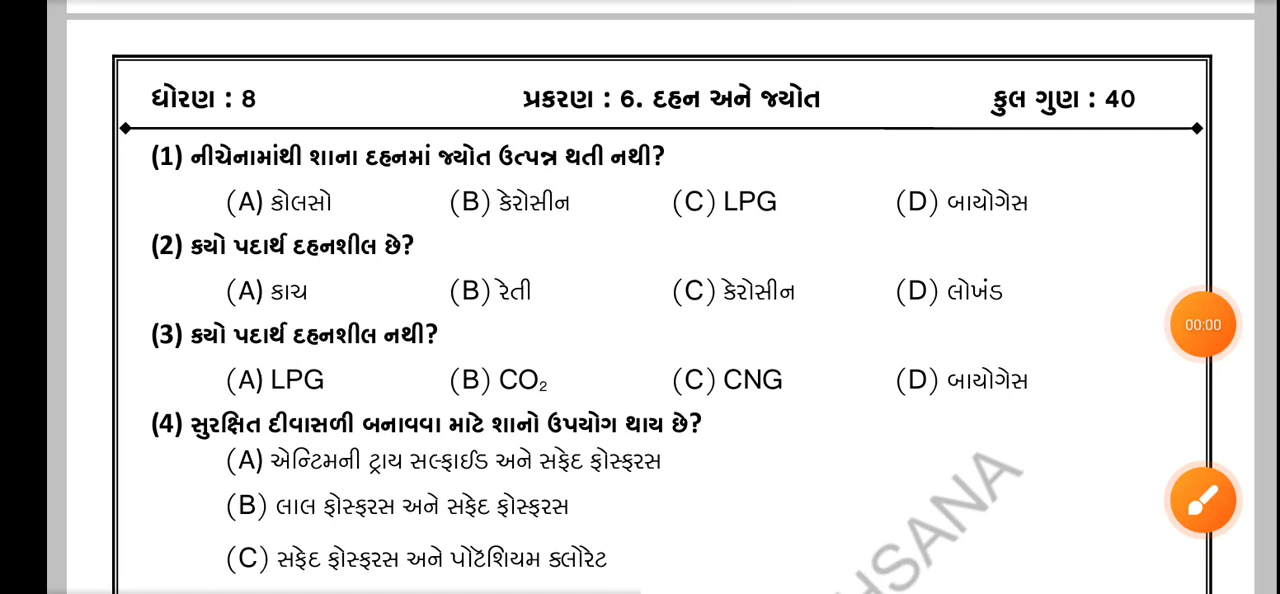 ધોરણ : 8 પ્રકરણ : 6. દહન અને જ્યોત કુલ ગુણ : 40
(1) નીચેનામાંથી શાના દહનમાં જ્યોત ઉત્પન્ન થતી નથી?
(A) કોલસો (B) કેરોસીન (C) LPG (D) બાયોગેસ
(2) કયો પદાર્થ દહનશીલ છે?
(A) કાચ (B) રેતી (C) કેરોસીન (D) લોખંડ
(3) કયો પદાર્થ દહનશીલ નથી?
(A) LPG (B) CO₂ (C) CNG (D) બાયોગેસ
(4) સુરક્ષિત દીવાસળી બનાવવા માટે શાનો ઉપયોગ થાય છે?
(A) એન્ટિમની ટ્રાય સલ્ફાઈડ અને સફેદ ફોસ્ફરસ
(B) લાલ ફોસ્ફરસ અને સફેદ ફોસ્ફરસ
(C) સફેદ ફોસ્ફરસ અને પોટૅશિયમ ક્લોરેટ
00:00